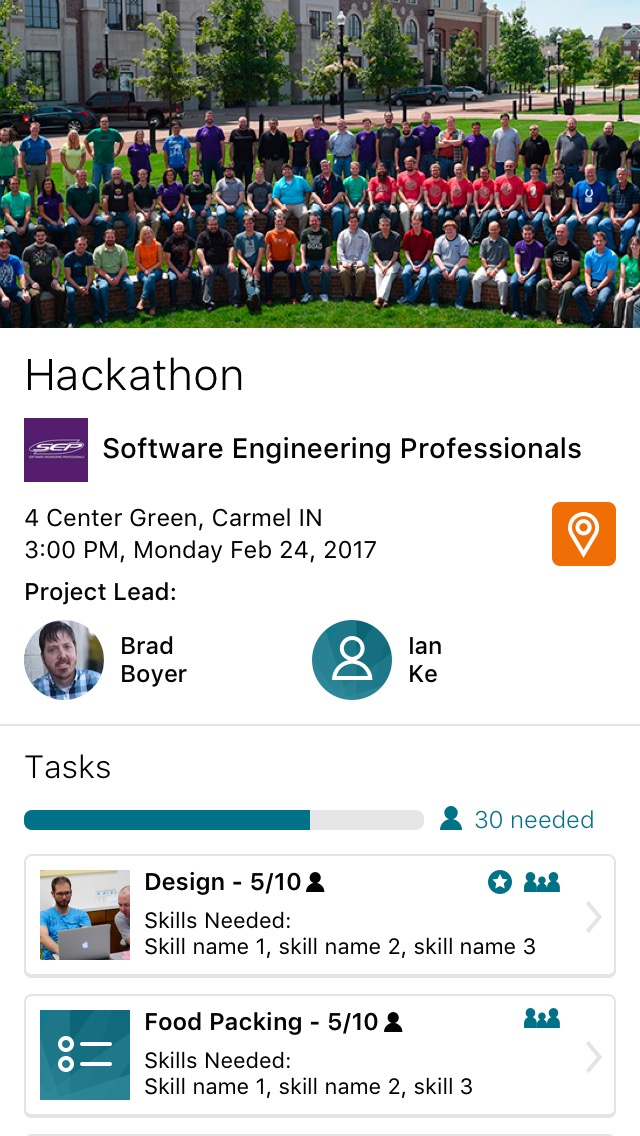 Hackathon
SEP
SOFTWARE ENGINEERING PROFESSIONALS
Software Engineering Professionals
4 Center Green, Carmel IN
3:00 PM, Monday Feb 24, 2017
Project Lead:
Brad
Boyer
Ian
Ke
Tasks
30 needed
Design - 5/10
Skills Needed:
Skill name 1, skill name 2, skill name 3
Food Packing - 5/10
Skills Needed:
Skill name 1, skill name 2, skill 3